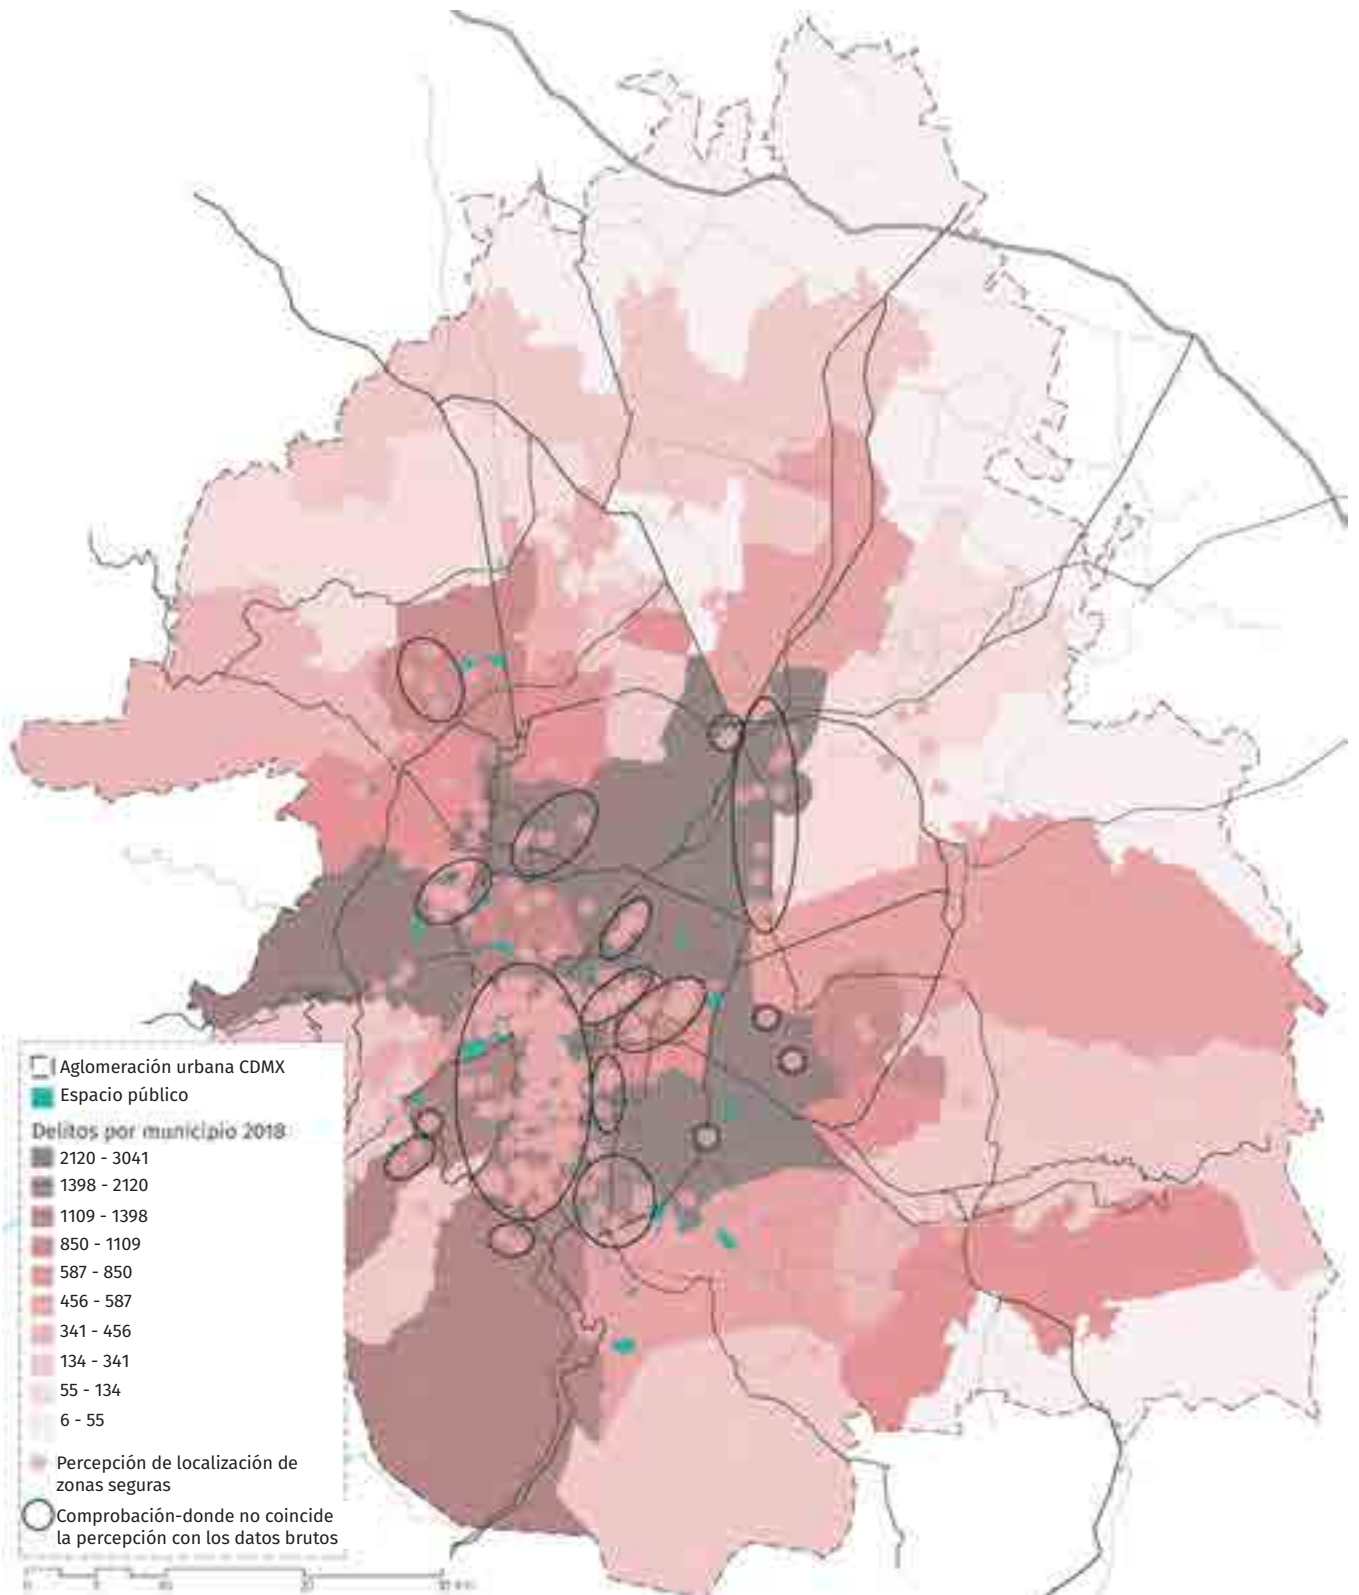 Aglomeración urbana CDMX
Espacio público
Delitos por municipio 2018
2120 - 3041
1398 - 2120
1109 - 1398
850 - 1109
587 - 850
456 - 587
341 - 456
134 - 341
55 - 134
6 - 55
Percepción de localización de
zonas seguras
Comprobación-donde no coincide
la percepción con los datos brutos